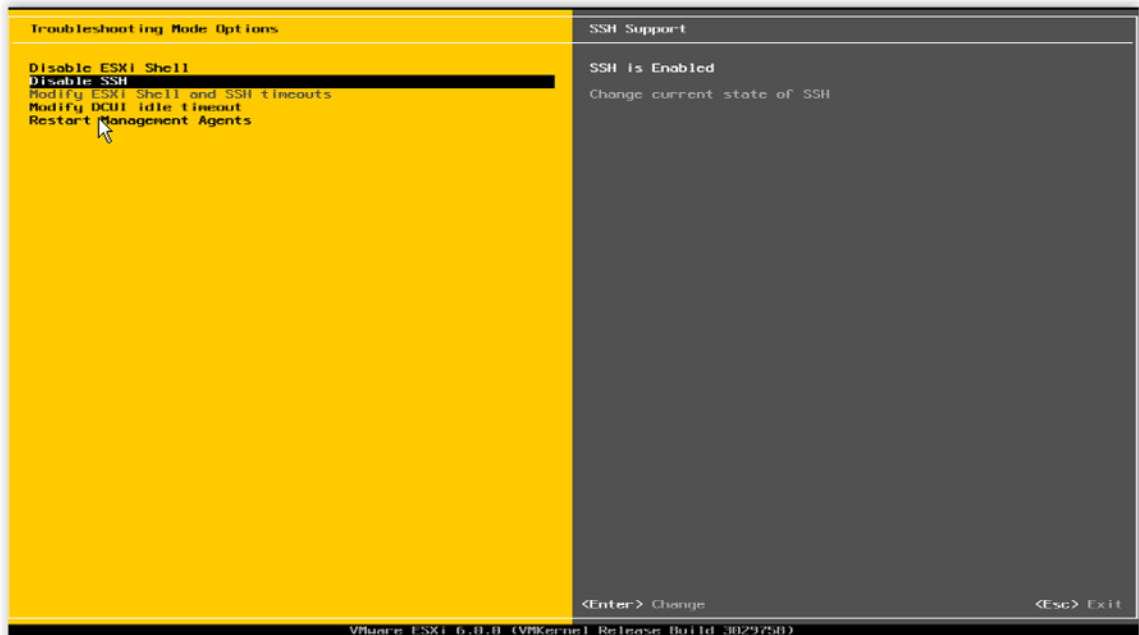 Troubleshooting Mode Options
Disable ESXi Shell
Disable SSH
Modify ESXi Shell and SSH timeouts
Modify DCUI idle timeout
Restart Management Agents
SSH Support
SSH is Enabled
Change current state of SSH
<Enter> Change
<Esc> Exit
VMware ESXi 6.0.0 (VMKernel Release Build 3029758)